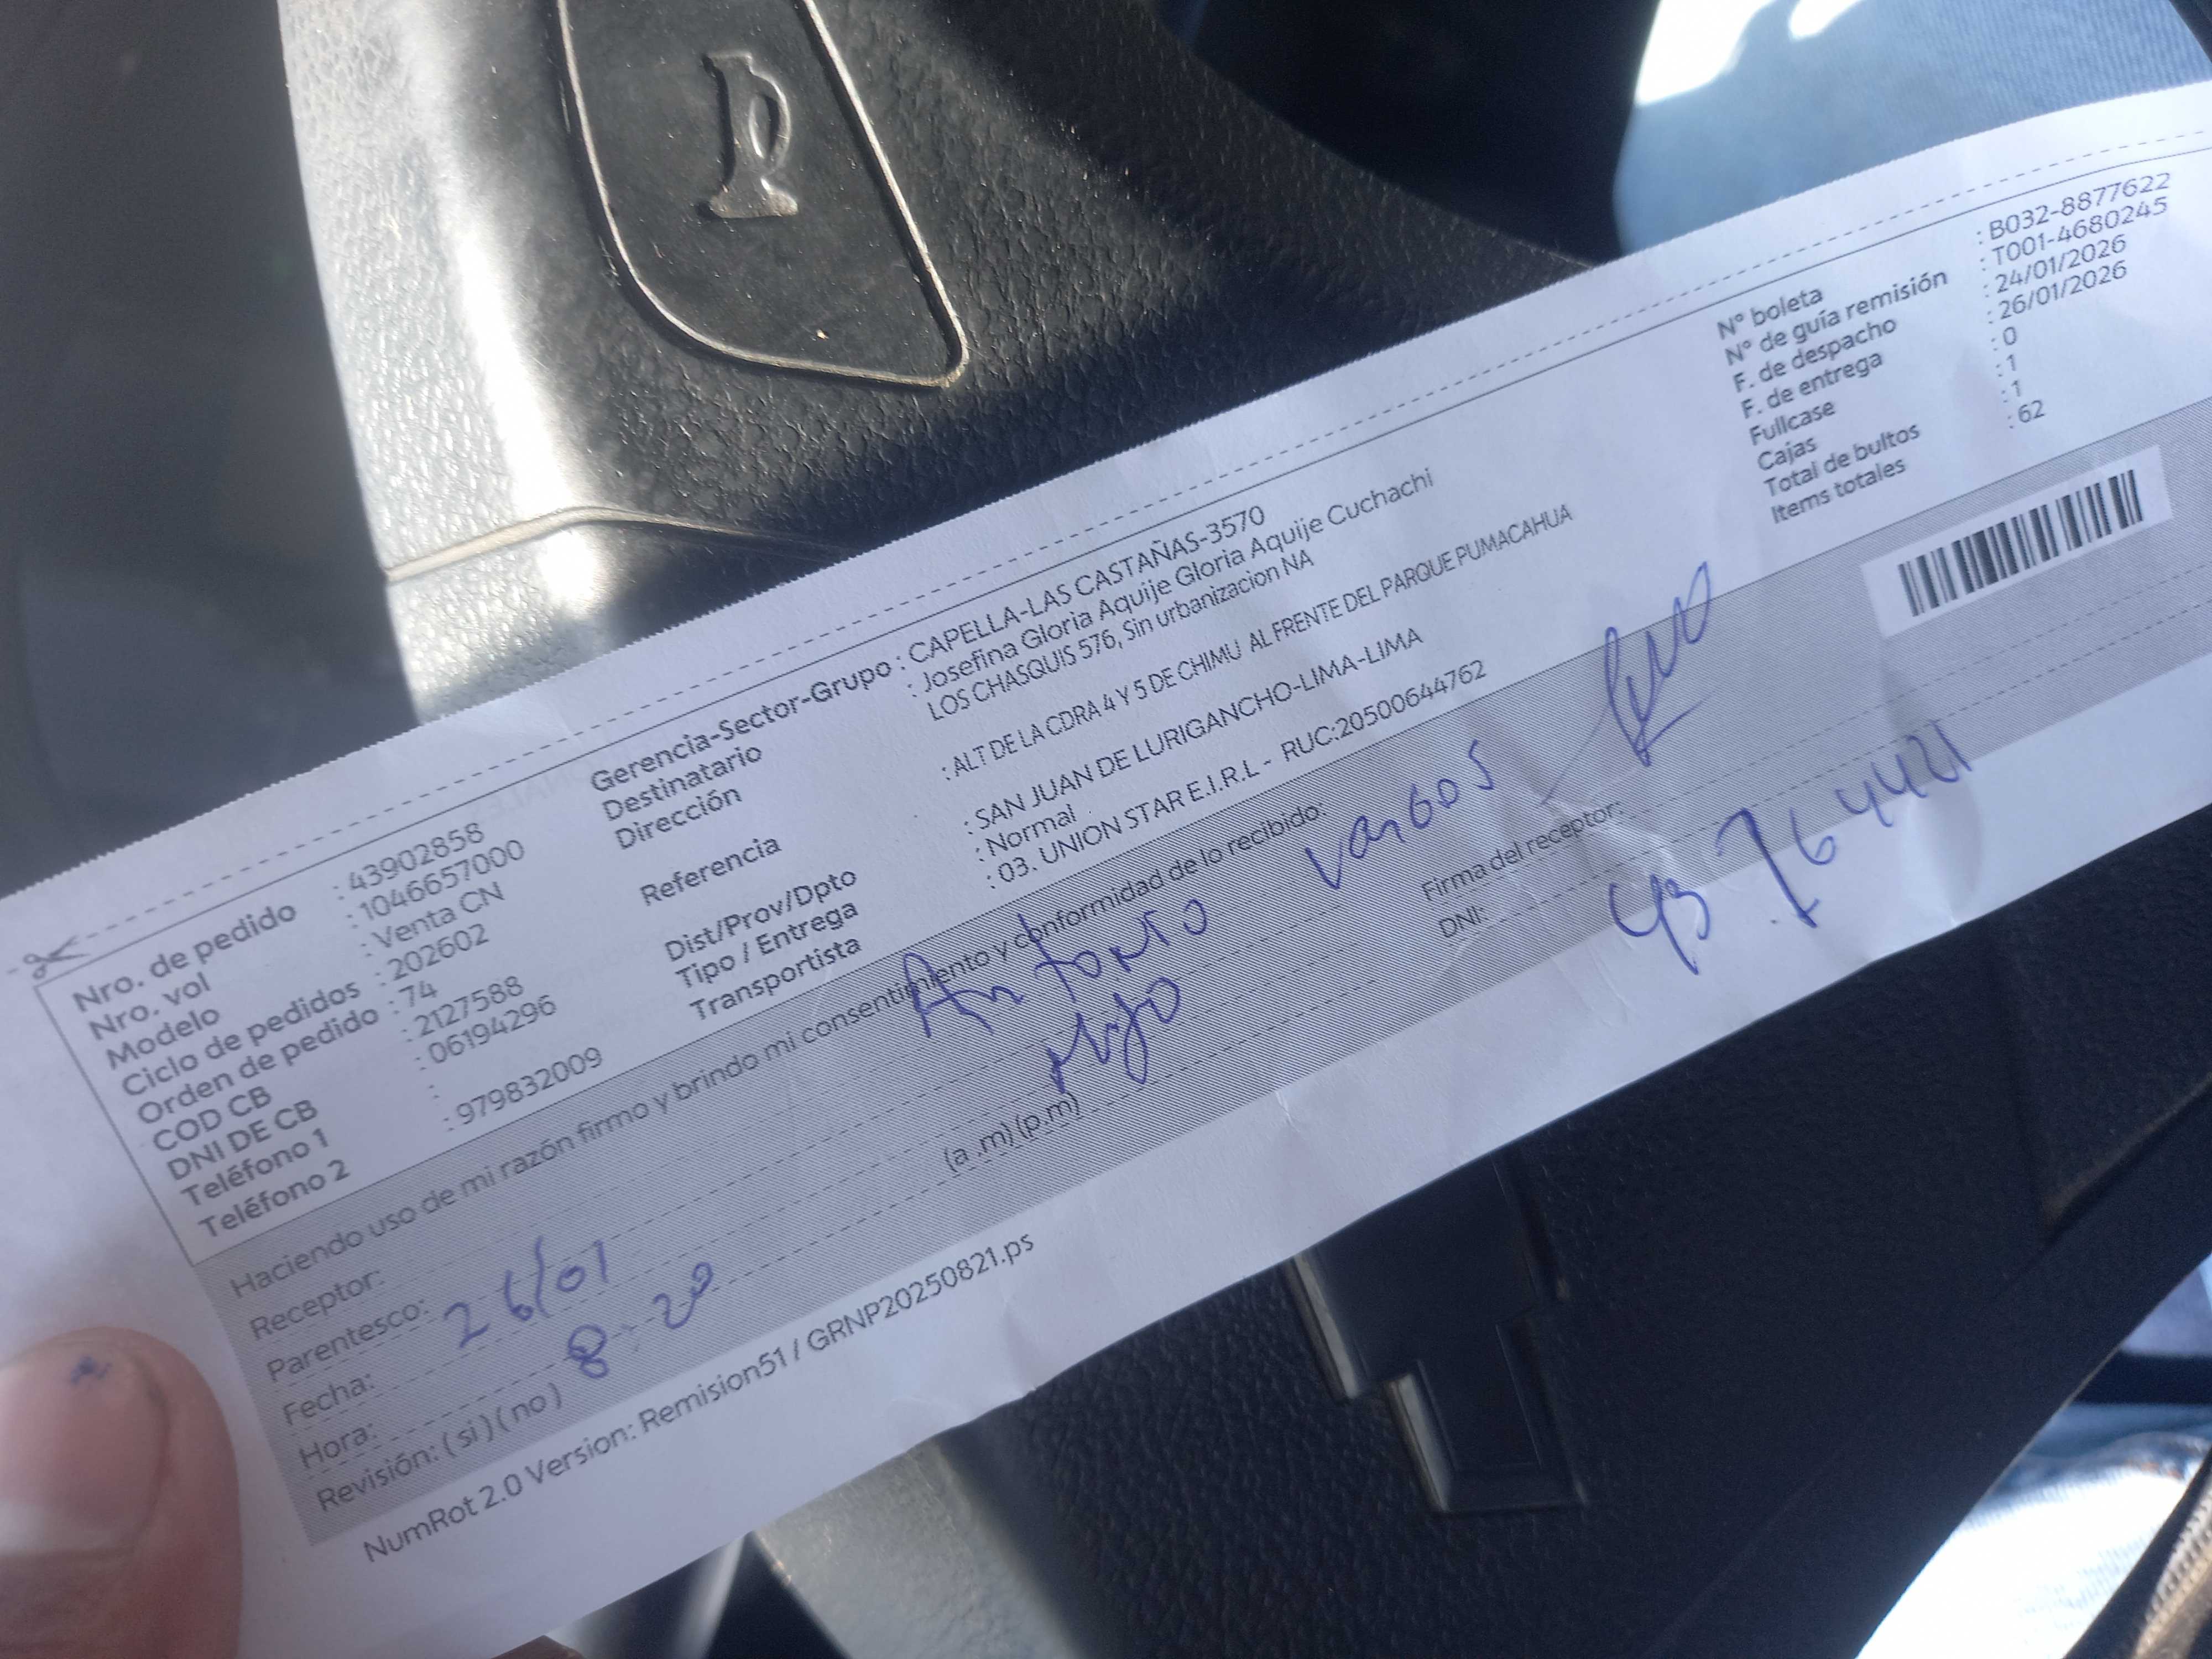 Nro. de pedido : 43902858
Nro. vol : 1046657000
Modelo : Venta CN
Ciclo de pedidos : 202602
Orden de pedido : 74
COD CB : 2127588
DNI DE CB : 06194296
Teléfono 1 :
Teléfono 2 : 979832009
Gerencia-Sector-Grupo : CAPELLA-LAS CASTAÑAS-3570
Destinatario : Josefina Gloria Aquije Gloria Aquije Cuchachi
Dirección LOS CHASQUIS 576, Sin urbanizacion NA
Referencia : ALT DE LA CDRA 4 Y 5 DE CHIMU AL FRENTE DEL PARQUE PUMACAHUA
Dist/Prov/Dpto : SAN JUAN DE LURIGANCHO-LIMA-LIMA
Tipo / Entrega : Normal
Transportista : 03. UNION STAR E.I.R.L - RUC:20500644762
N° boleta : B032-8877622
N° de guía remisión : T001-4680245
F. de despacho : 24/01/2026
F. de entrega : 26/01/2026
Fullcase : 0
Cajas : 1
Total de bultos : 1
Items totales : 62
Haciendo uso de mi razón firmo y brindo mi consentimiento y conformidad de lo recibido:
Receptor: Antonio Vargas
Parentesco: Hijo
Fecha: 26/01
Hora: 8:20 (a .m) (p.m)
Revisión: ( si ) ( no )
Firma del receptor:
DNI: 43764421
NumRot 2.0 Version: Remision51 / GRNP20250821.ps